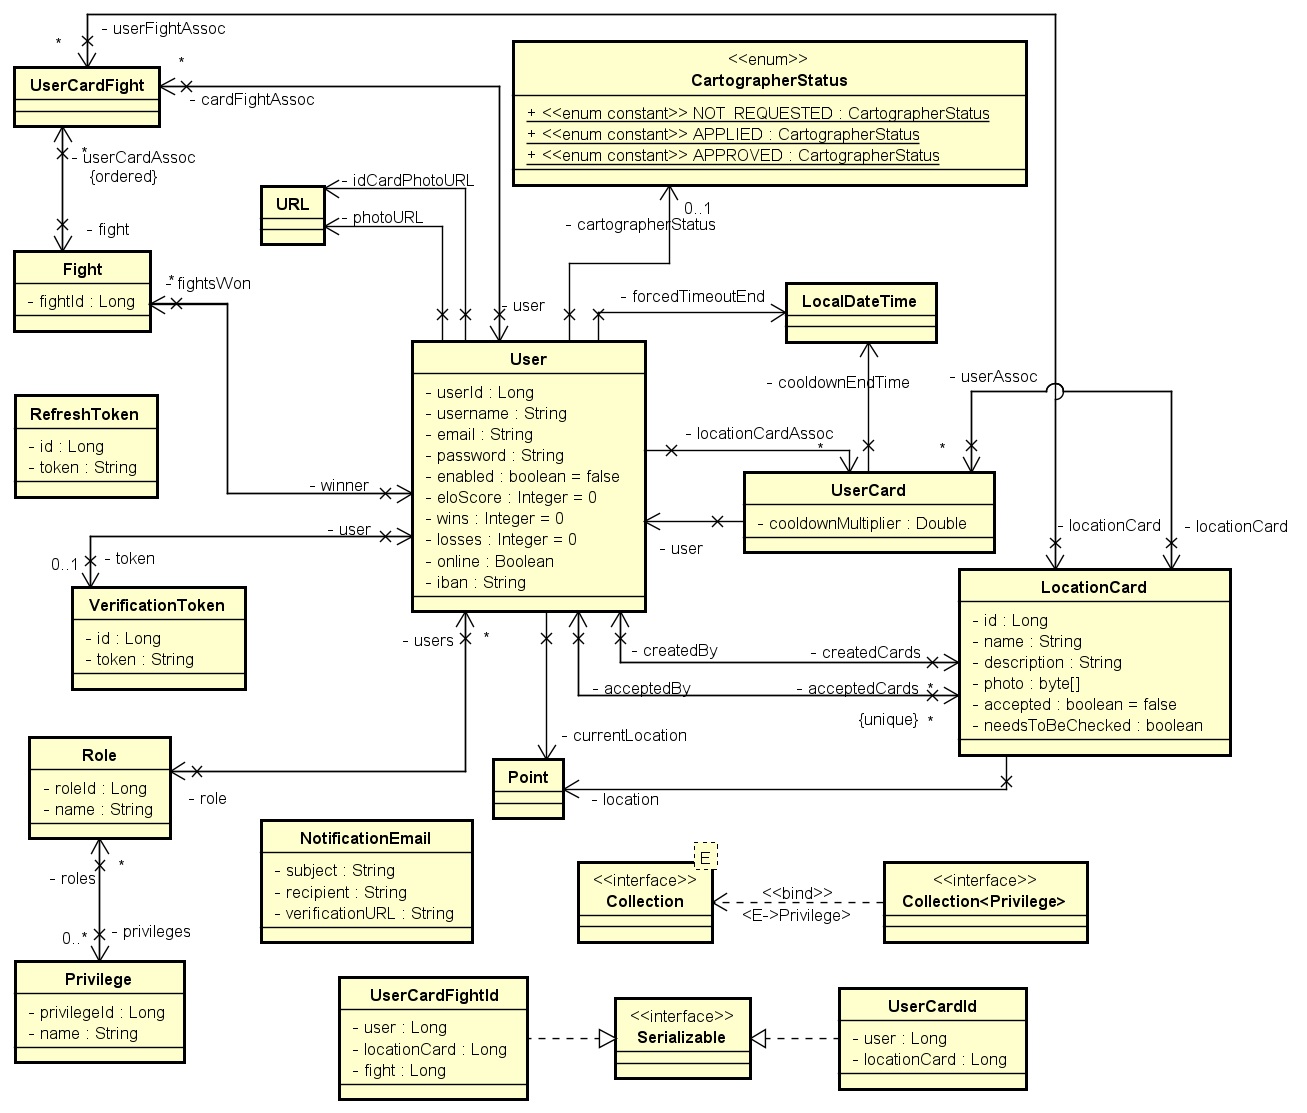 - userFightAssoc
*
UserCardFight
*
- cardFightAssoc
<<enum>>
CartographerStatus
+ <<enum constant>> NOT_REQUESTED : CartographerStatus
+ <<enum constant>> APPLIED : CartographerStatus
+ <<enum constant>> APPROVED : CartographerStatus
*
- userCardAssoc
{ordered}
- idCardPhotoURL
URL
- photoURL
0..1
- cartographerStatus
- fight
Fight
- fightId : Long
*
- fightsWon
- user
- forcedTimeoutEnd
LocalDateTime
- cooldownEndTime
- userAssoc
*
User
- userId : Long
- username : String
- email : String
- password : String
- enabled : boolean = false
- eloScore : Integer = 0
- wins : Integer = 0
- losses : Integer = 0
- online : Boolean
- iban : String
RefreshToken
- id : Long
- token : String
- locationCardAssoc
*
UserCard
- cooldownMultiplier : Double
- winner
- user
- user
- locationCard
- locationCard
0..1
- token
VerificationToken
- id : Long
- token : String
LocationCard
- id : Long
- name : String
- description : String
- photo : byte[]
- accepted : boolean = false
- needsToBeChecked : boolean
- users
*
- createdBy
- createdCards
*
- acceptedBy
- acceptedCards
{unique}
*
- currentLocation
Role
- roleId : Long
- name : String
- role
Point
- location
NotificationEmail
- subject : String
- recipient : String
- verificationURL : String
*
- roles
0..*
- privileges
Privilege
- privilegeId : Long
- name : String
E
<<interface>>
Collection
<<bind>>
<E->Privilege>
<<interface>>
Collection<Privilege>
UserCardFightId
- user : Long
- locationCard : Long
- fight : Long
<<interface>>
Serializable
UserCardId
- user : Long
- locationCard : Long